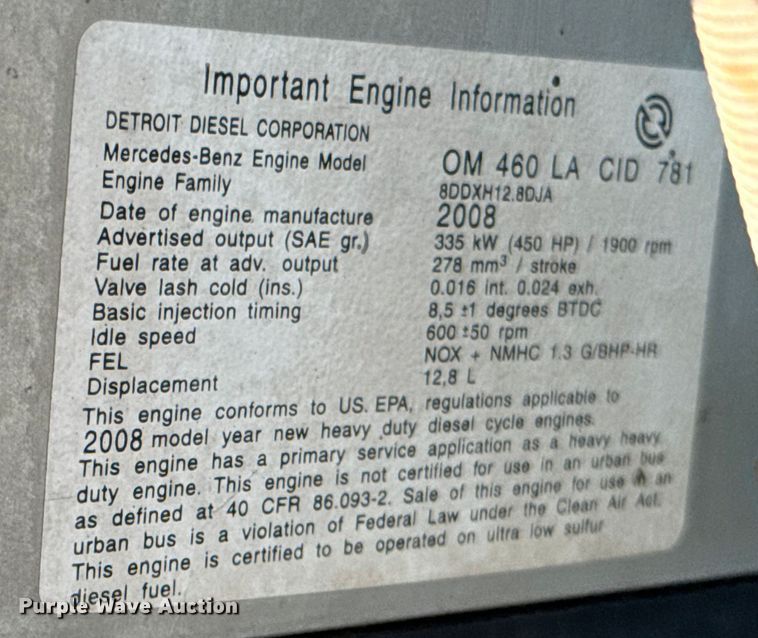 Important Engine Information
DETROIT DIESEL CORPORATION
Mercedes-Benz Engine Model OM 460 LA CID 781
Engine Family 8DDXH12.8DJA
Date of engine manufacture 2008
Advertised output (SAE gr.) 335 kW (450 HP) / 1900 rpm
Fuel rate at adv. output 278 mm³ / stroke
Valve lash cold (ins.) 0.016 int. 0.024 exh.
Basic injection timing 8,5 ±1 degrees BTDC
Idle speed 600 ±50 rpm
FEL NOX + NMHC 1.3 G/BHP-HR
Displacement 12,8 L
This engine conforms to US. EPA, regulations applicable to
2008 model year new heavy duty diesel cycle engines.
This engine has a primary service application as a heavy heavy
duty engine. This engine is not certified for use in an urban bus
as defined at 40 CFR 86.093-2. Sale of this engine for use in an
urban bus is a violation of Federal Law under the Clean Air Act.
This engine is certified to be operated on ultra low sulfur
diesel fuel.
Purple Wave Auction